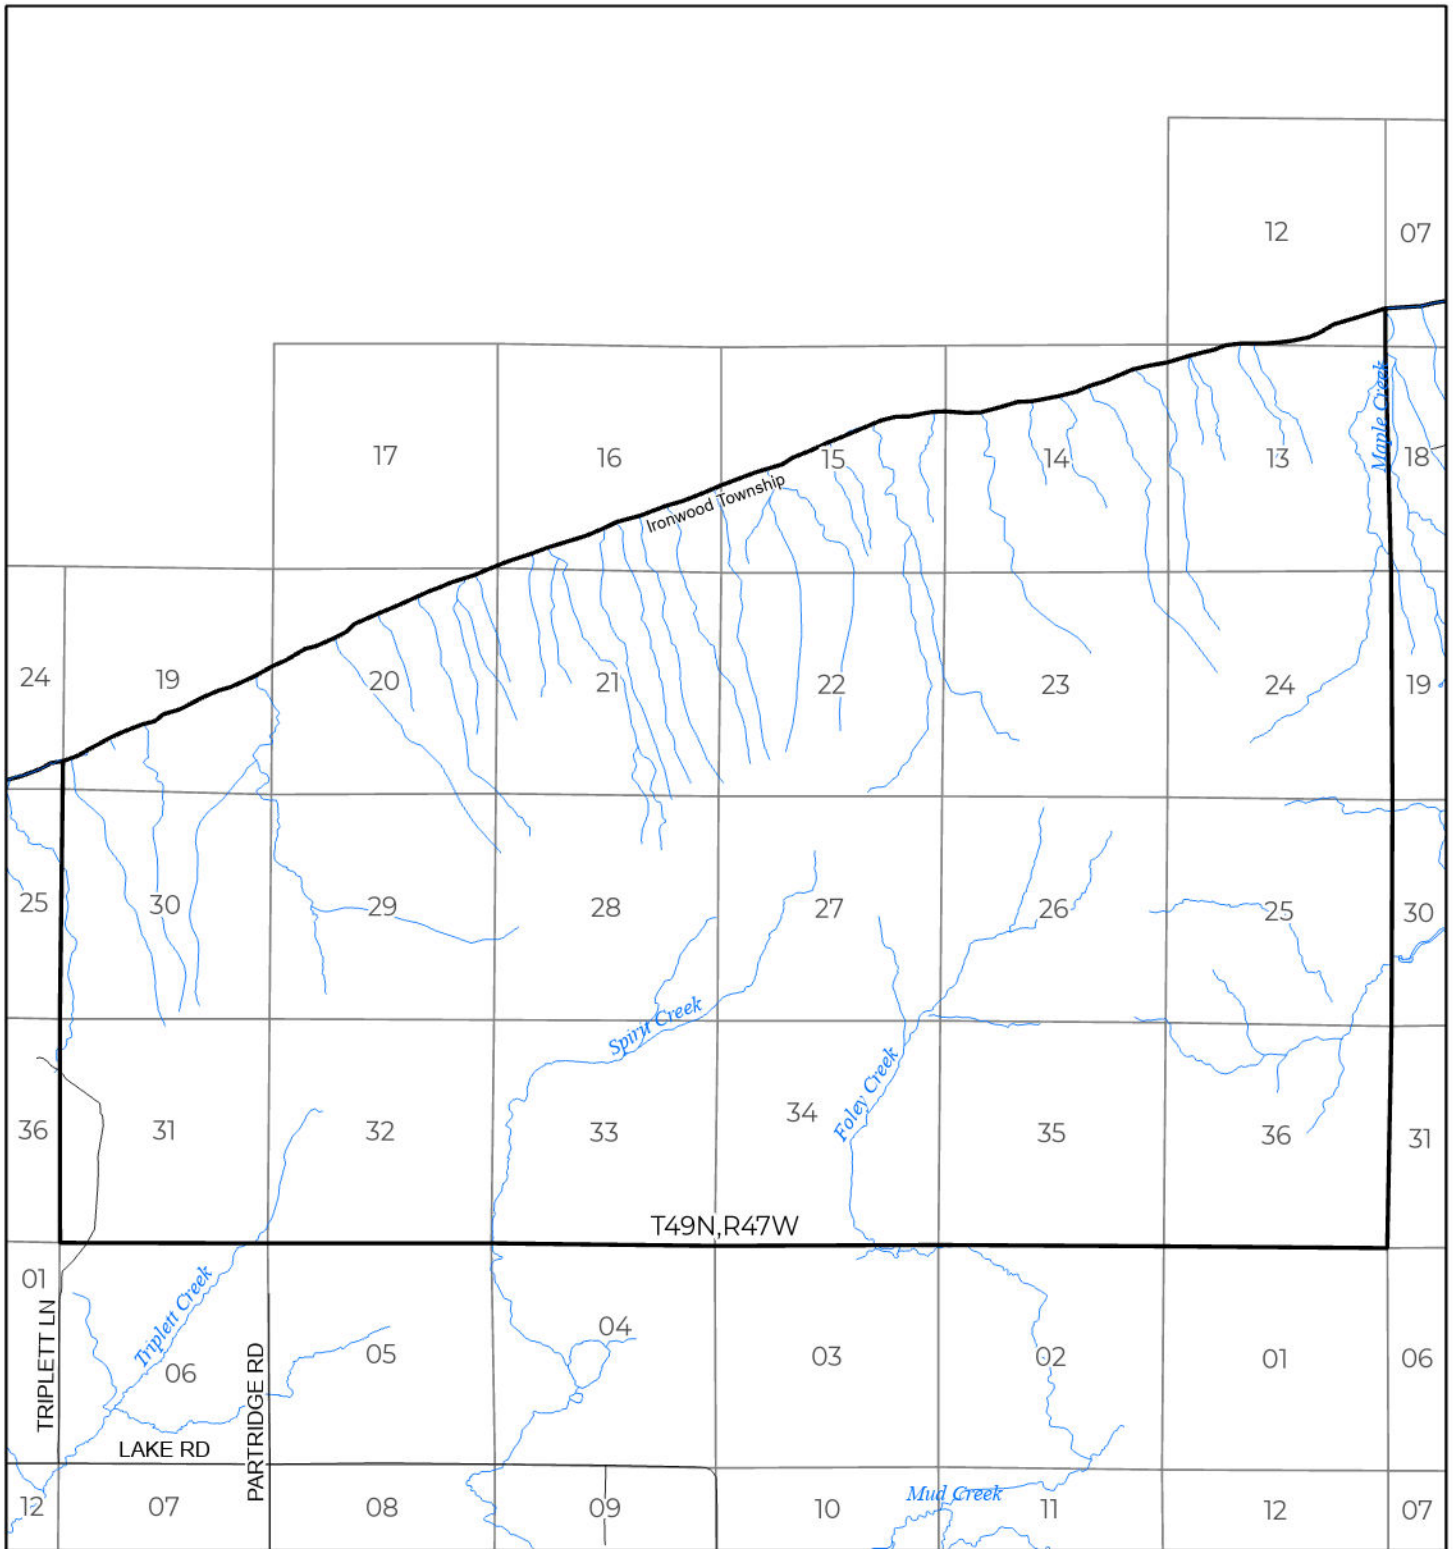 12 07
17 16 15 14 13 Maple Creek 18
Ironwood Township
24 19 20 21 22 23 24 19
25 30 29 28 27 26 25 30
Spirit Creek
Foley Creek
36 31 32 33 34 35 36 31
T49N,R47W
01
Triplett Creek
TRIPLETT LN
06 05 04 03 02 01 06
PARTRIDGE RD
LAKE RD
Mud Creek
12 07 08 09 10 11 12 07